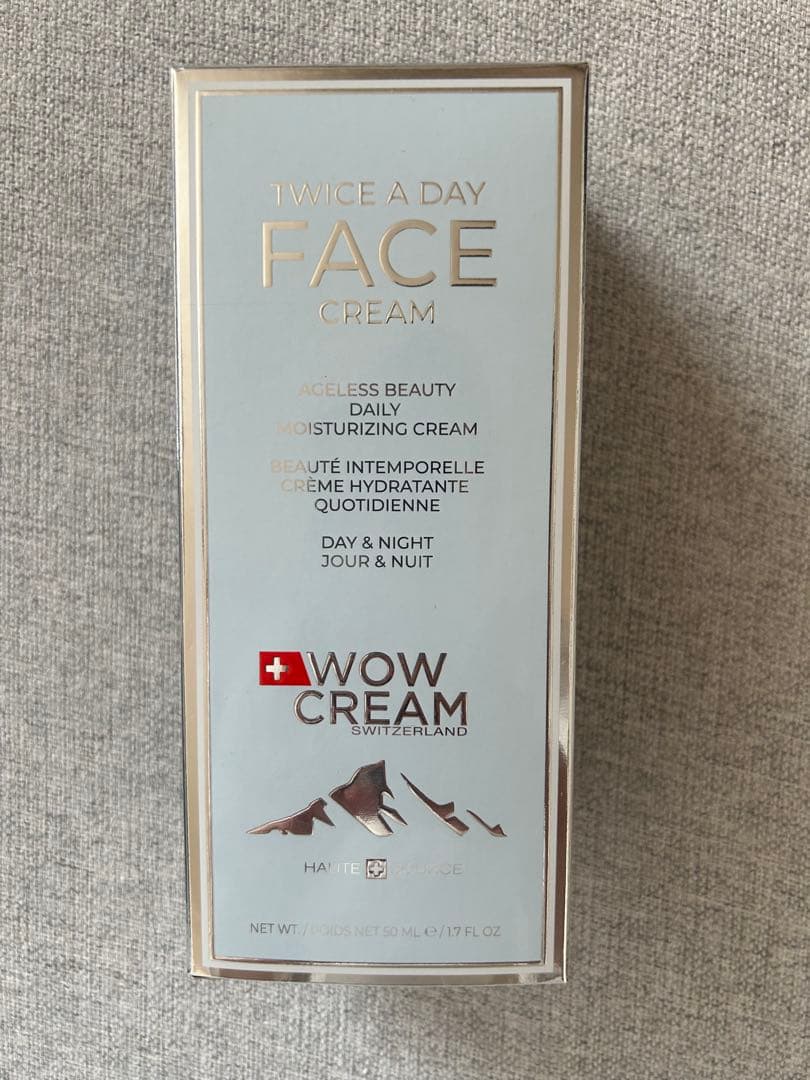 TWICE A DAY
FACE
CREAM
AGELESS BEAUTY
DAILY
MOISTURIZING CREAM
BEAUTÉ INTEMPORELLE
CRÈME HYDRATANTE
QUOTIDIENNE
DAY & NIGHT
JOUR & NUIT
WOW
CREAM
SWITZERLAND
HAUTE
NET WT. / POIDS NET 50 ML ℮ / 1.7 FL OZ